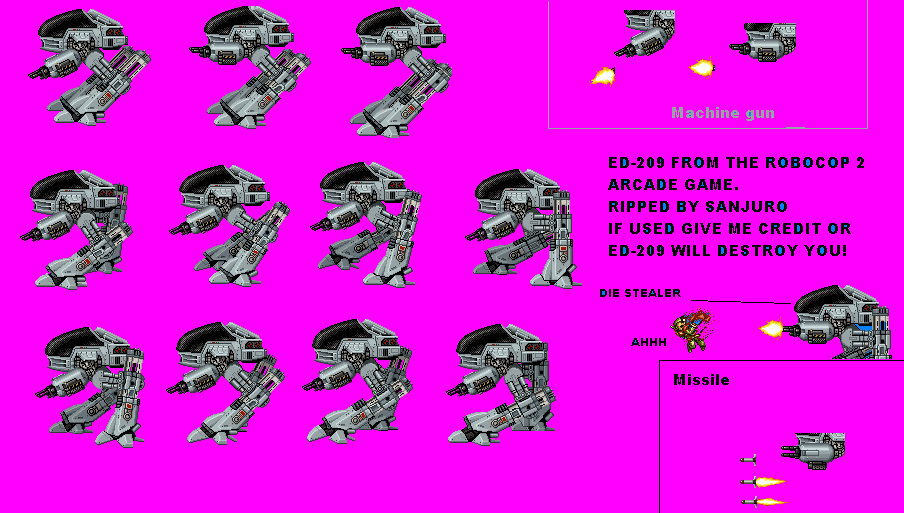 Machine gun
ED-209 FROM THE ROBOCOP 2
ARCADE GAME.
RIPPED BY SANJURO
IF USED GIVE ME CREDIT OR
ED-209 WILL DESTROY YOU!
DIE STEALER
AHHH
Missile